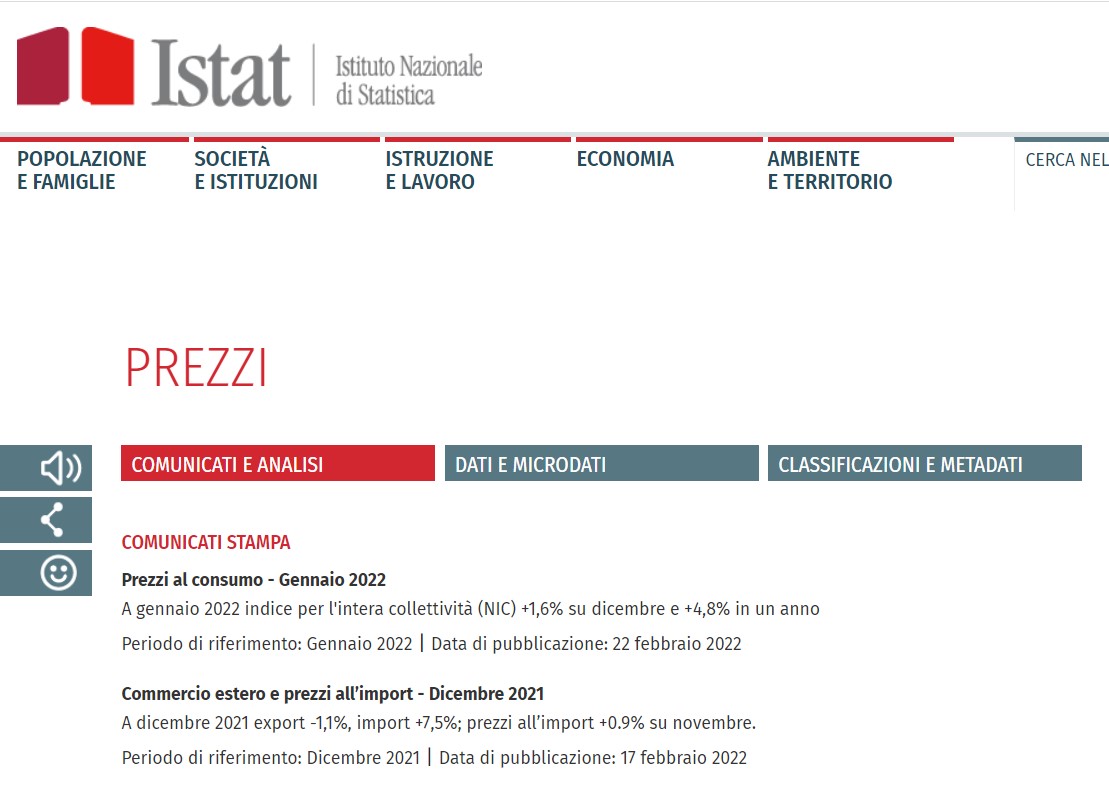 Istat
Istituto Nazionale
di Statistica
POPOLAZIONE
E FAMIGLIE
SOCIETÀ
E ISTITUZIONI
ISTRUZIONE
E LAVORO
ECONOMIA
AMBIENTE
E TERRITORIO
CERCA NEL
PREZZI
COMUNICATI E ANALISI
DATI E MICRODATI
CLASSIFICAZIONI E METADATI
COMUNICATI STAMPA
Prezzi al consumo - Gennaio 2022
A gennaio 2022 indice per l'intera collettività (NIC) +1,6% su dicembre e +4,8% in un anno
Periodo di riferimento: Gennaio 2022 | Data di pubblicazione: 22 febbraio 2022
Commercio estero e prezzi all’import - Dicembre 2021
A dicembre 2021 export -1,1%, import +7,5%; prezzi all’import +0.9% su novembre.
Periodo di riferimento: Dicembre 2021 | Data di pubblicazione: 17 febbraio 2022